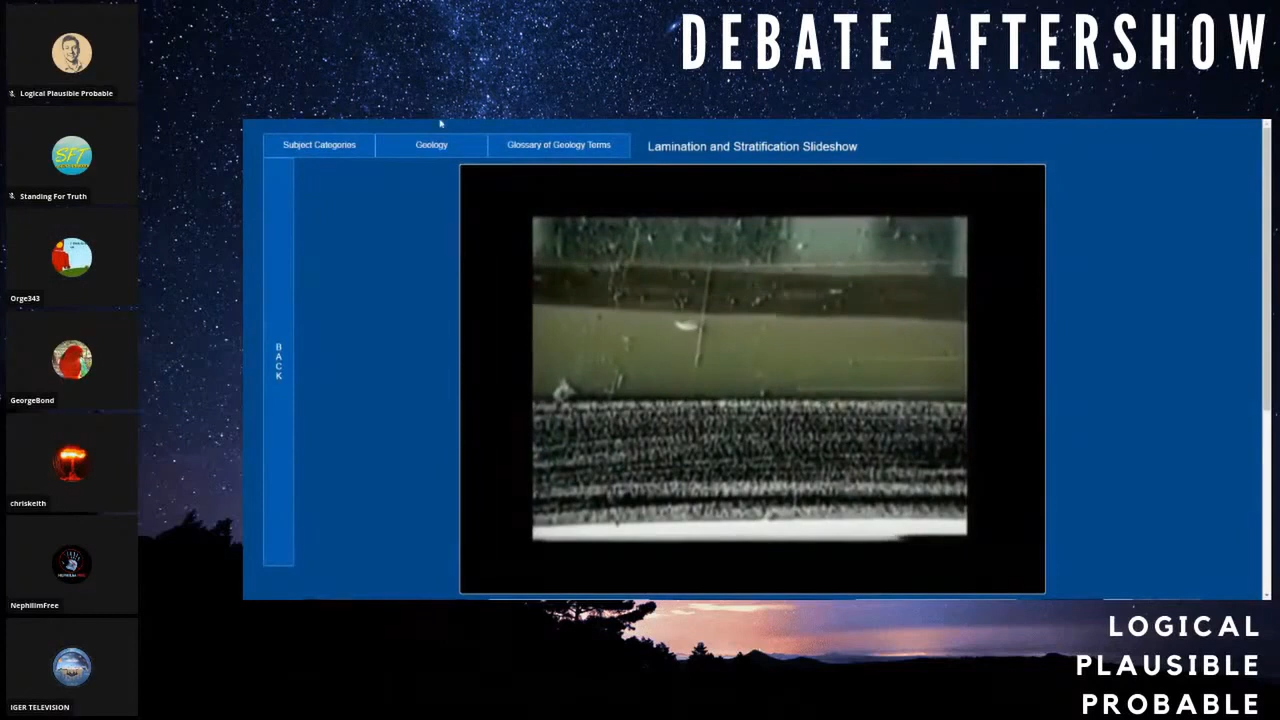 DEBATE AFTERSHOW
Logical Plausible Probable
SFT
Standing For Truth
Orge343
GeorgeBond
chriskeith
NephilimFree
IGER TELEVISION
Subject Categories
Geology
Glossary of Geology Terms
Lamination and Stratification Slideshow
B
A
C
K
LOGICAL
PLAUSIBLE
PROBABLE